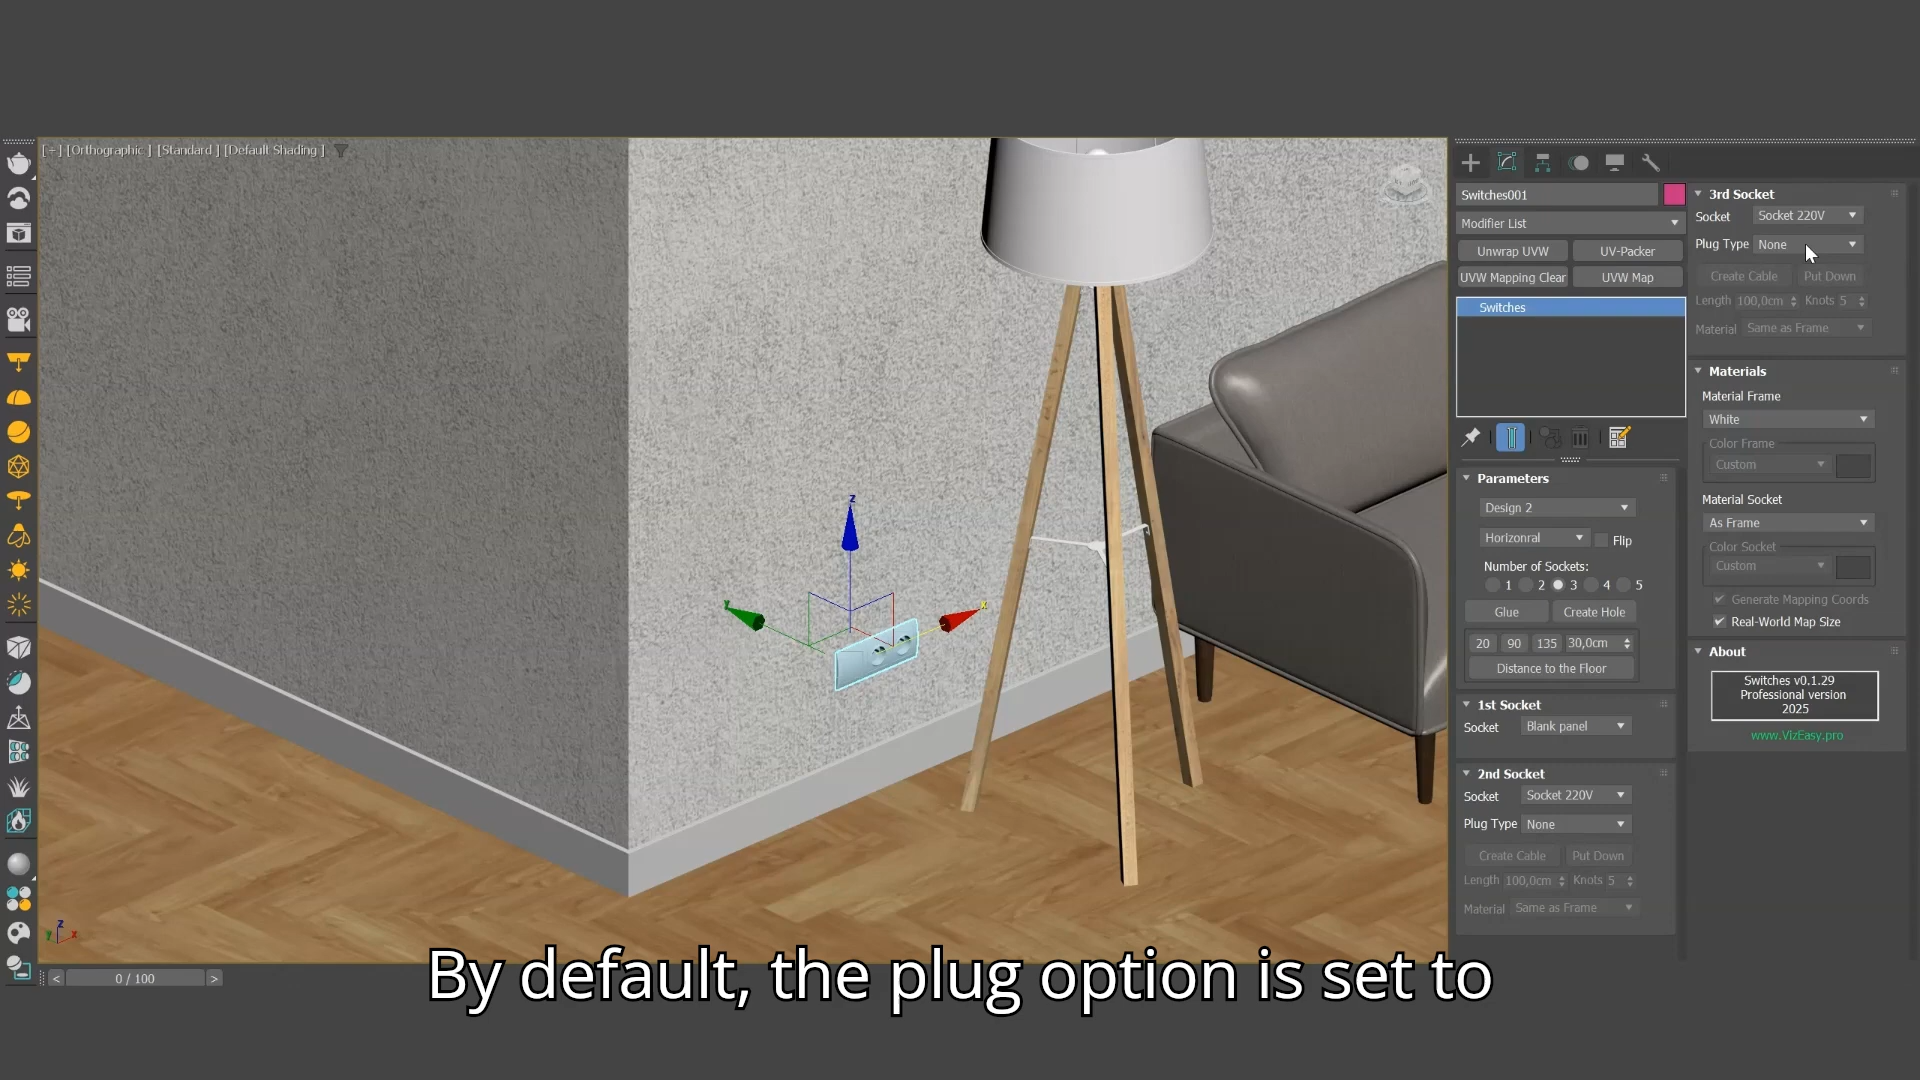 [+] [Orthographic ] [Standard ] [Default Shading ]
z
y
x
z
y
x
< 0 / 100 >
Switches001
Modifier List
Unwrap UVW UV-Packer
UVW Mapping Clear UVW Map
Switches
Parameters
Design 2
Horizonral Flip
Number of Sockets:
1 2 3 4 5
Glue Create Hole
20 90 135 30,0cm
Distance to the Floor
1st Socket
Socket Blank panel
2nd Socket
Socket Socket 220V
Plug Type None
Create Cable Put Down
Length 100,0cm Knots 5
Material Same as Frame
3rd Socket
Socket Socket 220V
Plug Type None
Create Cable Put Down
Length 100,0cm Knots 5
Material Same as Frame
Materials
Material Frame
White
Color Frame
Custom
Material Socket
As Frame
Color Socket
Custom
Generate Mapping Coords
Real-World Map Size
About
Switches v0.1.29
Professional version
2025
www.VizEasy.pro
By default, the plug option is set to